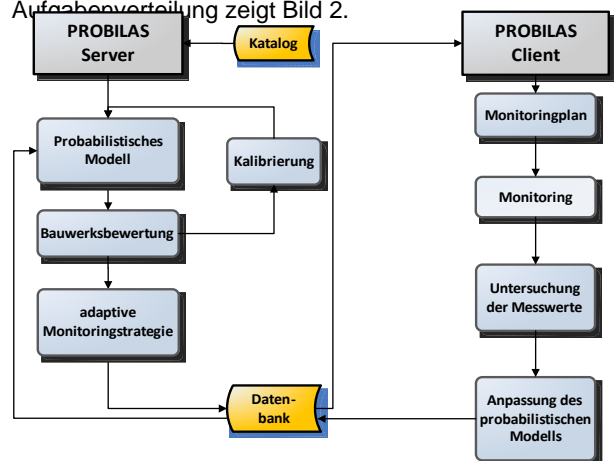 Aufgabenverteilung zeigt Bild 2.
PROBILAS
Server
Katalog
PROBILAS
Client
Probabilistisches
Modell
Kalibrierung
Monitoringplan
Monitoring
Bauwerksbewertung
adaptive
Monitoringstrategie
Untersuchung
der Messwerte
Daten-
bank
Anpassung des
probabilistischen
Modells